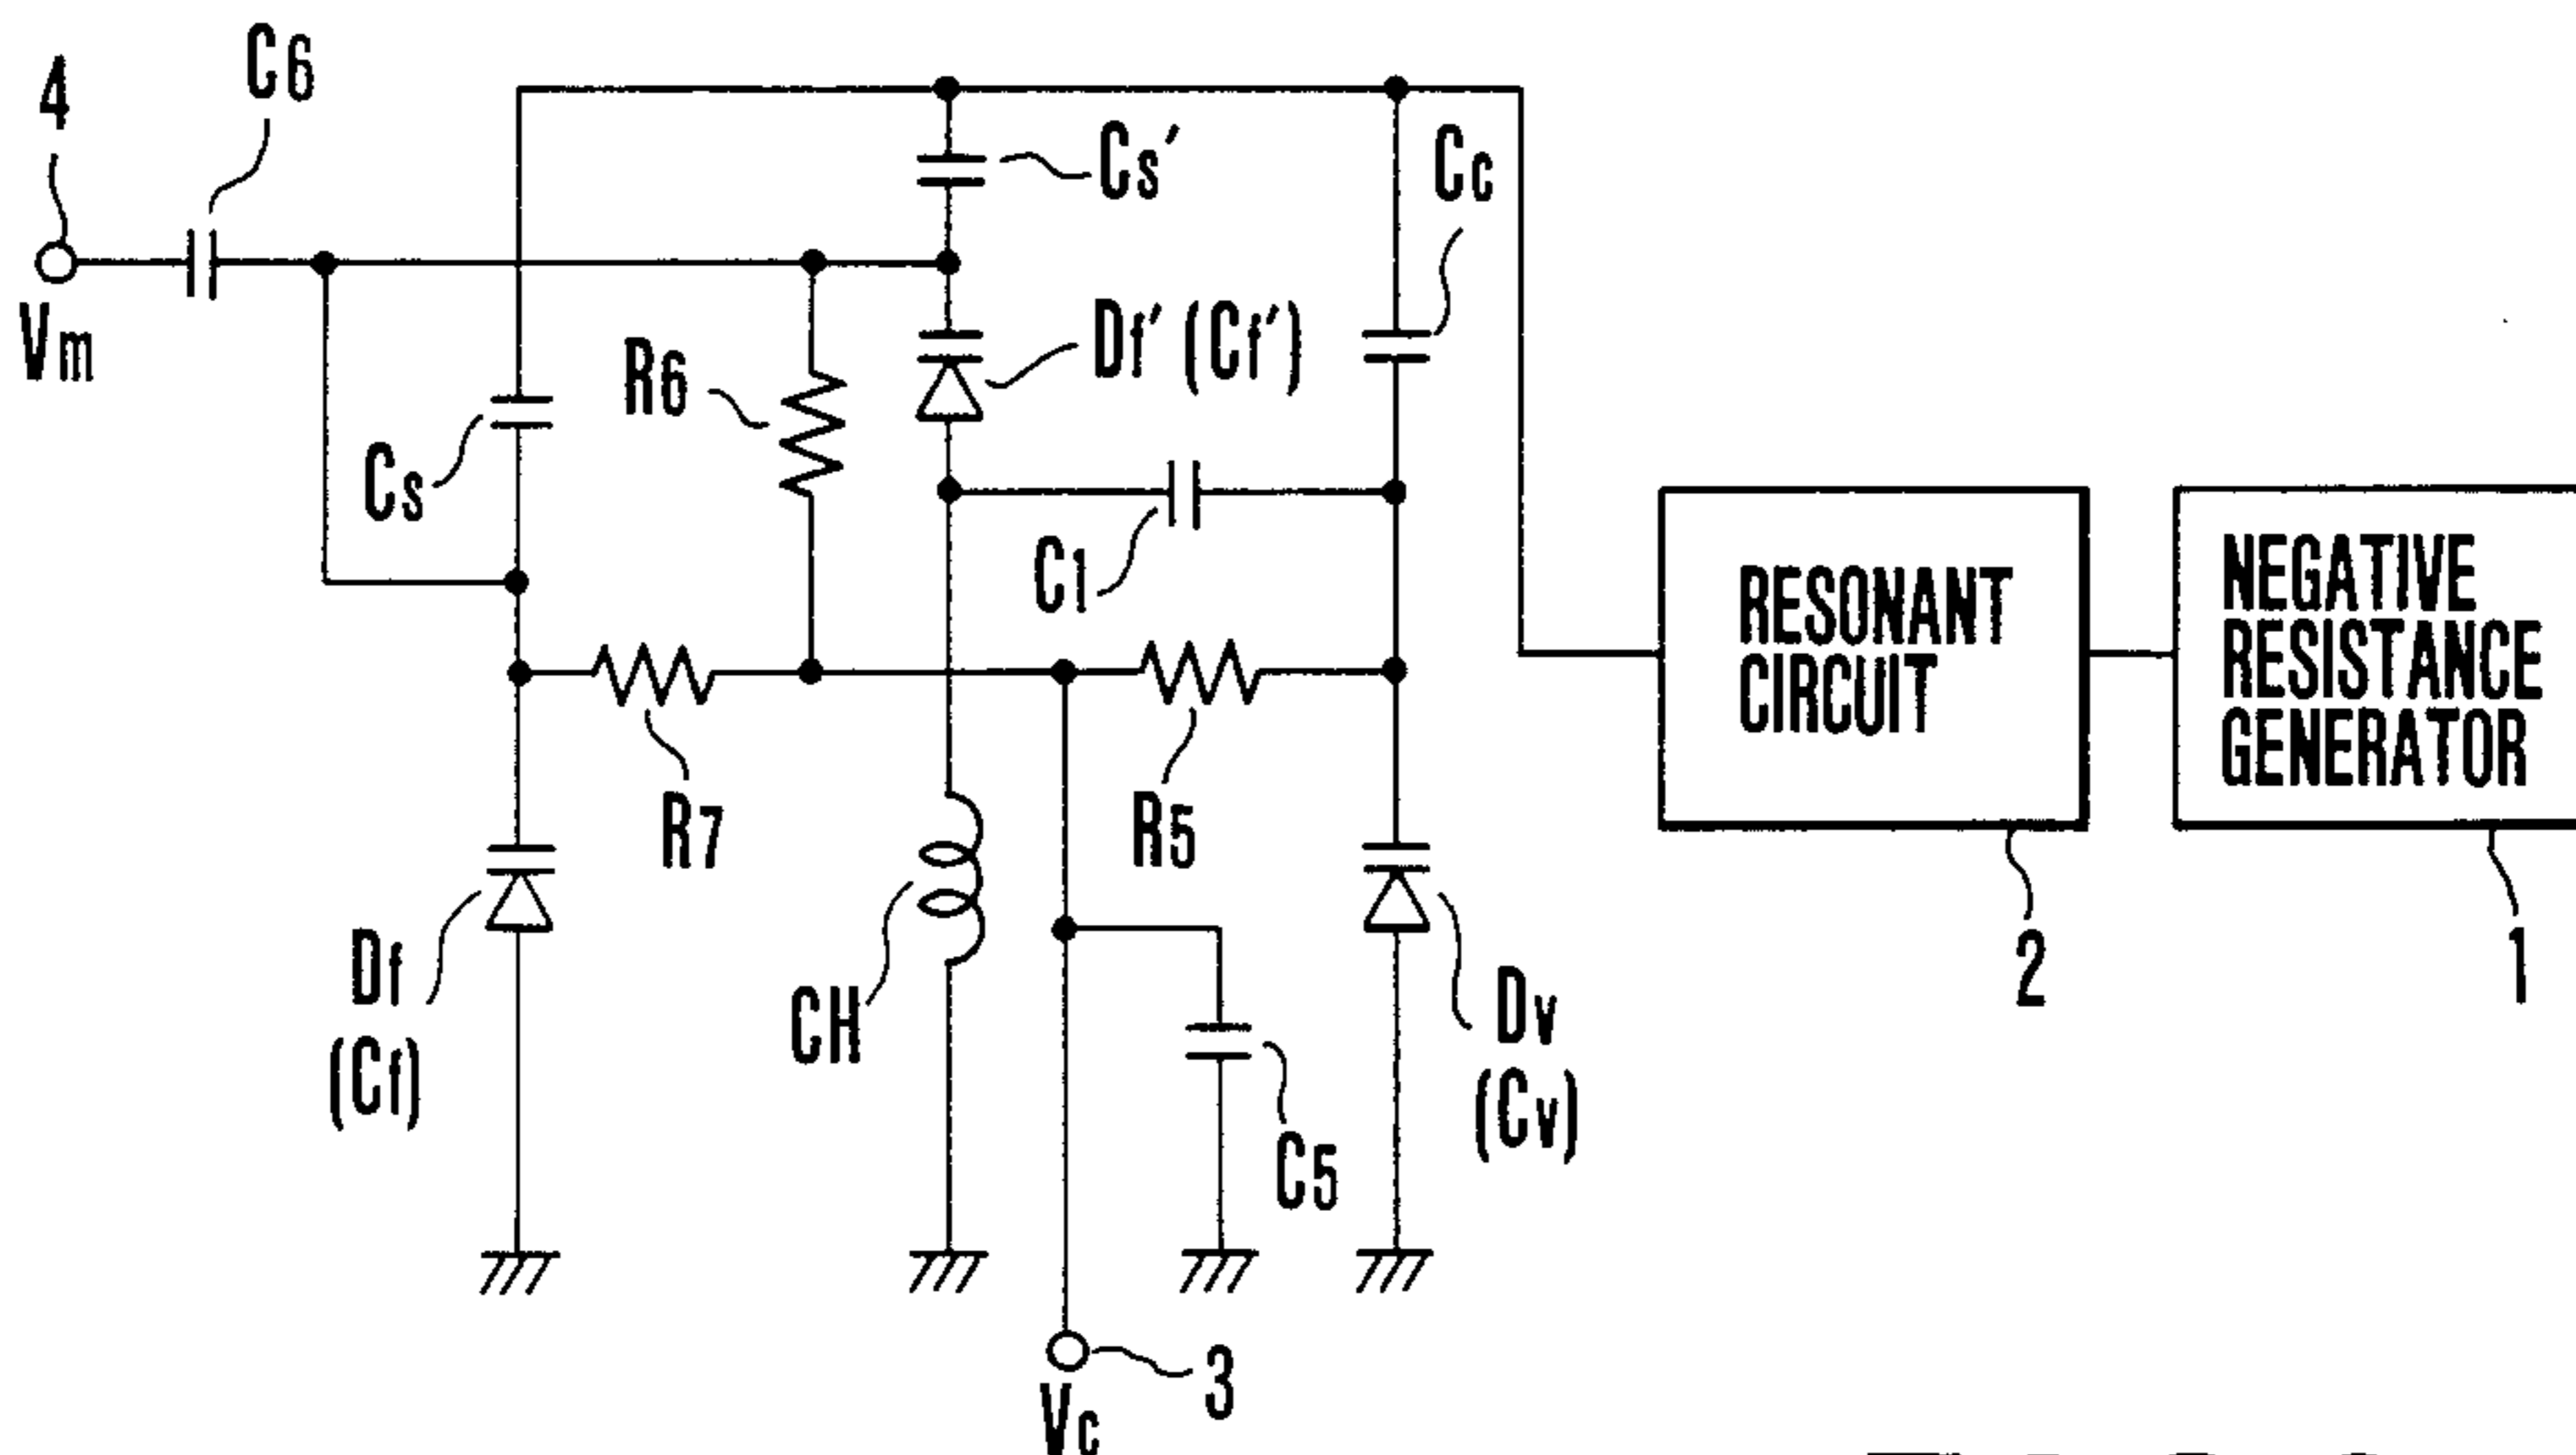 4
C6
Vm
Cs'
Cc
Df' (Cf')
R6
Cs
C1
RESONANT
CIRCUIT
NEGATIVE
RESISTANCE
GENERATOR
R7
R5
Df
(Cf)
CH
Dv
(Cv)
C5
2
1
3
Vc